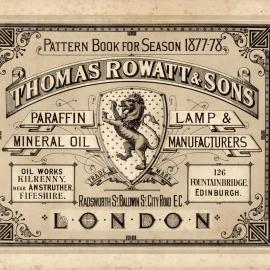 PATTERN BOOK FOR SEASON 1877-78
THOMAS ROWATT & SONS
PARAFFIN LAMP &
MINERAL OIL MANUFACTURERS
TRADE MARK
OIL WORKS
KILRENNY,
NEAR ANSTRUTHER,
FIFESHIRE.
126
FOUNTAINBRIDGE,
EDINBURGH.
RADSWORTH ST. BALDWIN ST. CITY ROAD E.C.
LONDON